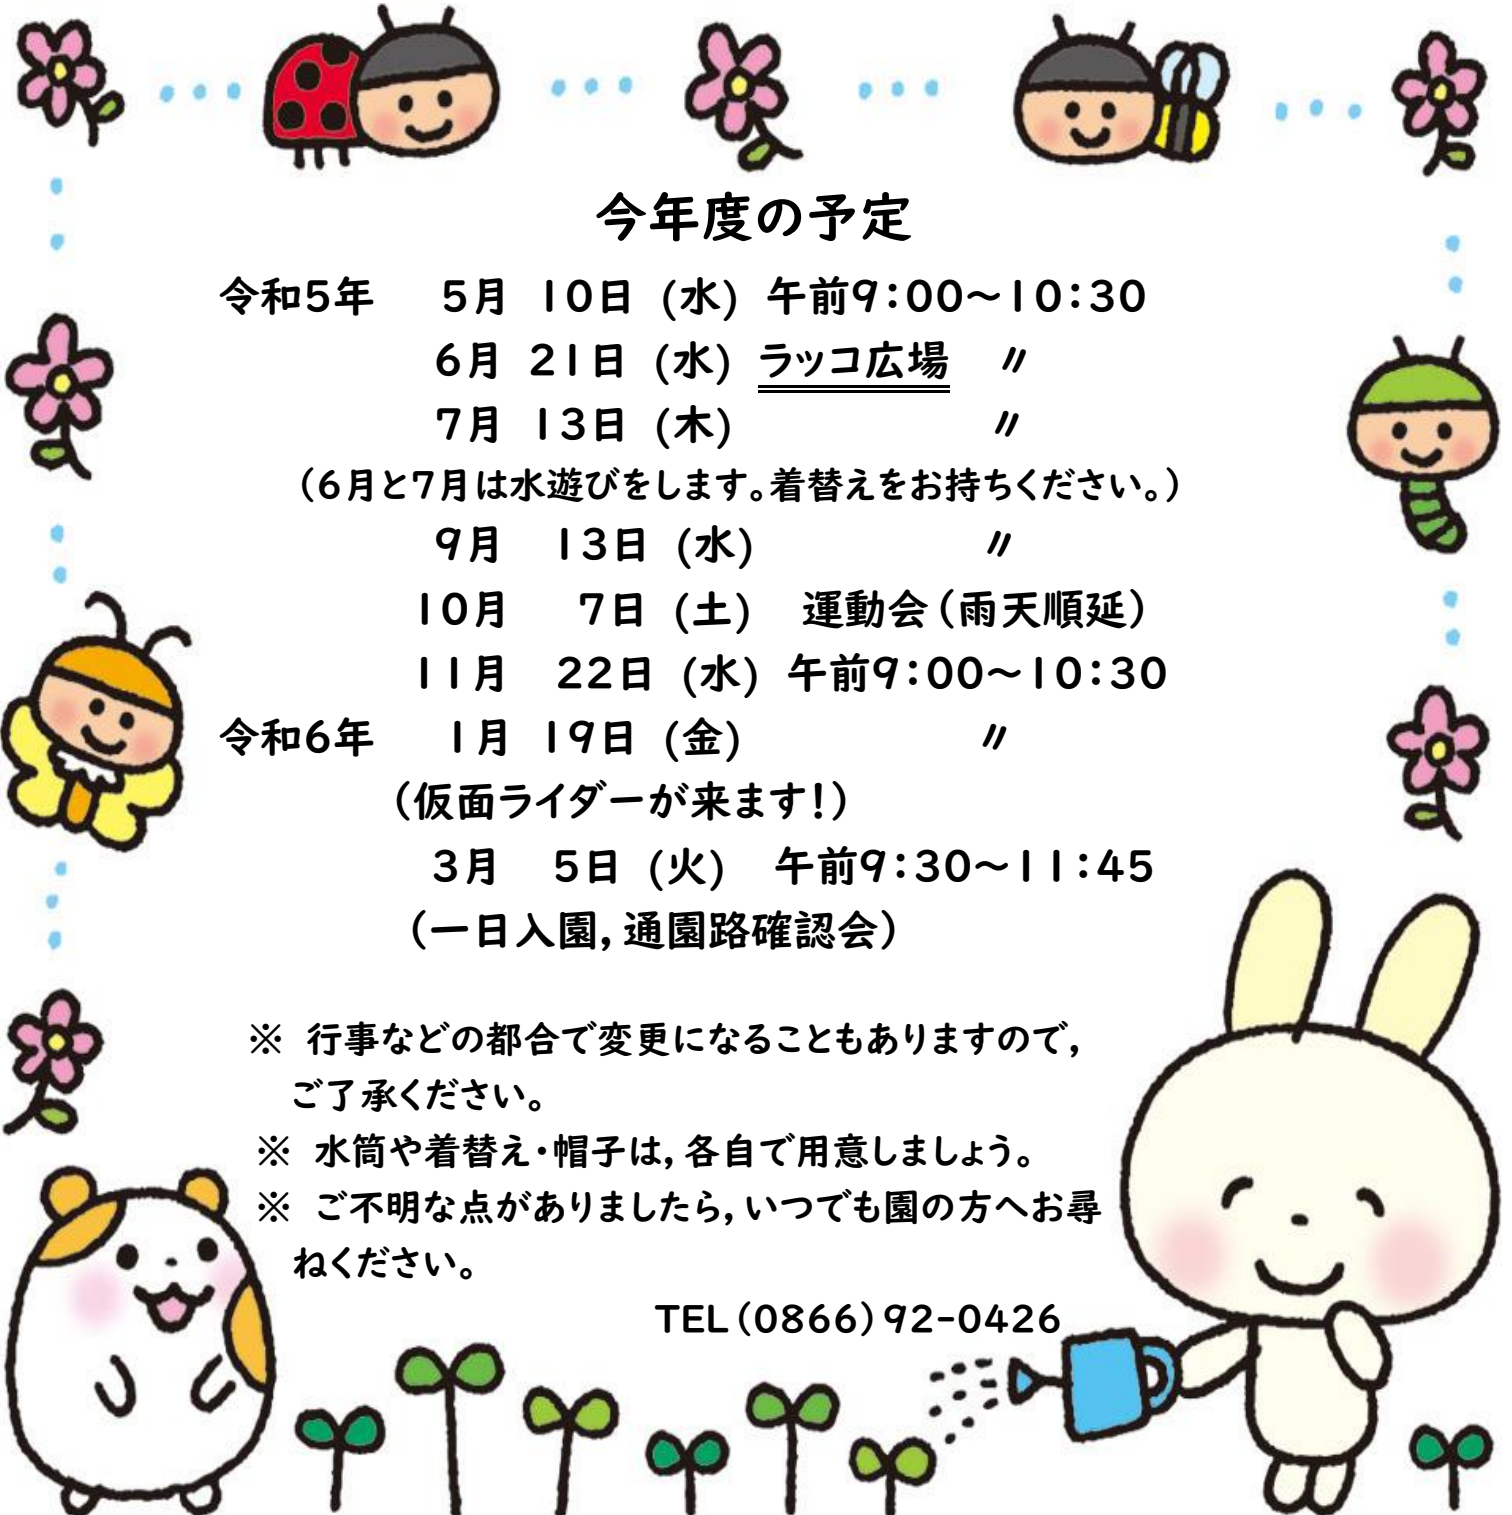 今年度の予定
令和5年　5月 10日 (水) 午前9:00～10:30
6月 21日 (水) ラッコ広場　〃
7月 13日 (木)　〃
（6月と7月は水遊びをします。着替えをお持ちください。）
9月　13日 (水)　〃
10月　7日 (土)　運動会（雨天順延）
11月　22日 (水) 午前9:00～10:30
令和6年　1月 19日 (金)　〃
（仮面ライダーが来ます!）
3月　5日 (火)　午前9:30～11:45
（一日入園,通園路確認会）
※ 行事などの都合で変更になることもありますので,
ご了承ください。
※ 水筒や着替え・帽子は,各自で用意しましょう。
※ ご不明な点がありましたら,いつでも園の方へお尋
ねください。
TEL(0866)92-0426